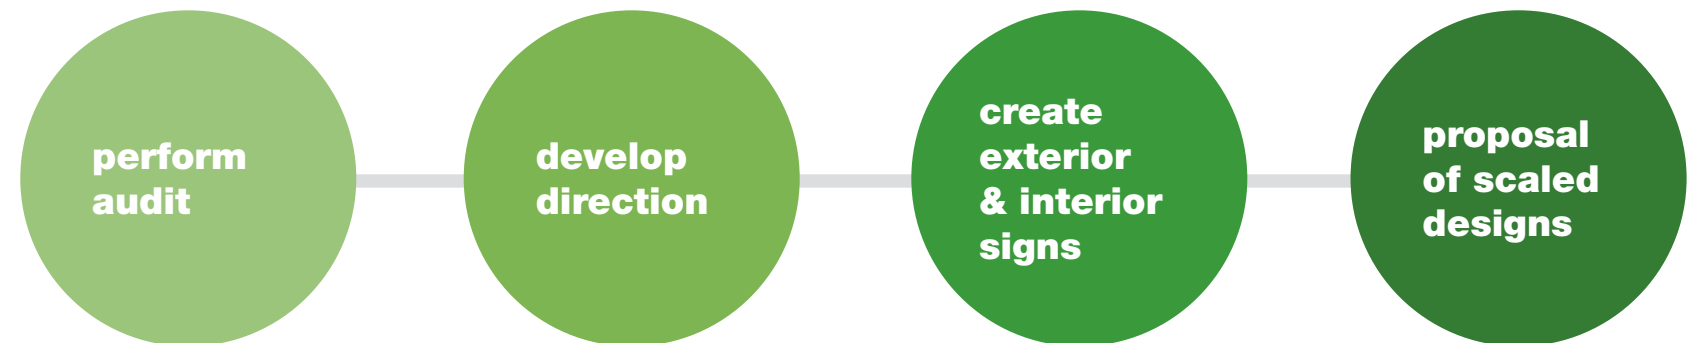 perform
audit
develop
direction
create
exterior
& interior
signs
proposal
of scaled
designs